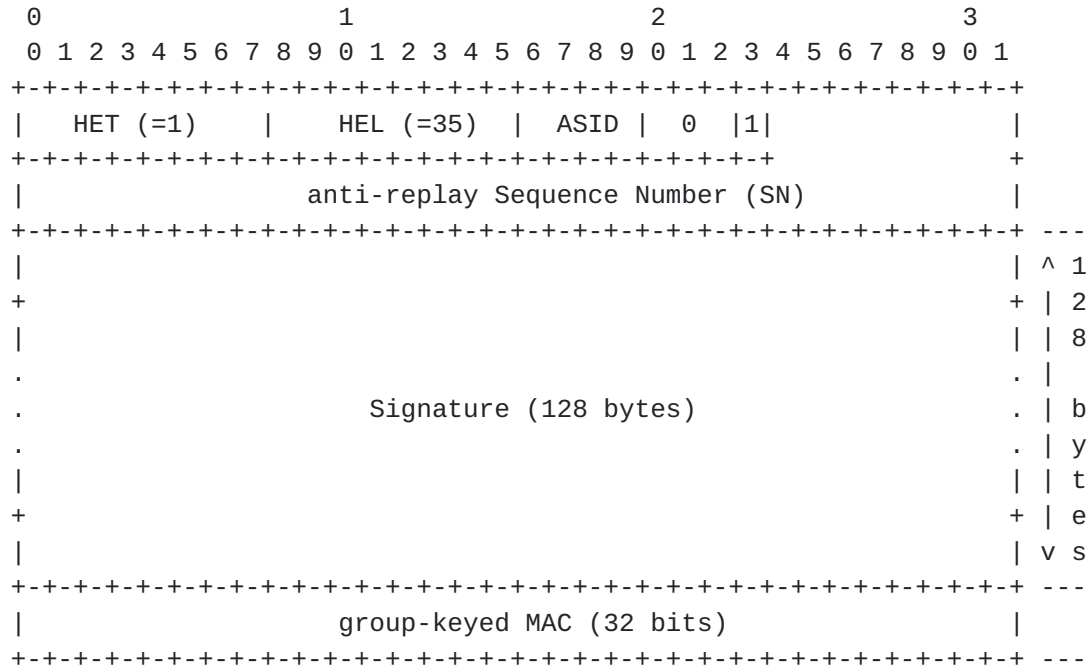 0                   1                   2                   3
 0 1 2 3 4 5 6 7 8 9 0 1 2 3 4 5 6 7 8 9 0 1 2 3 4 5 6 7 8 9 0 1
+-+-+-+-+-+-+-+-+-+-+-+-+-+-+-+-+-+-+-+-+-+-+-+-+-+-+-+-+-+-+-+-+
|   HET (=1)    |    HEL (=35)  |  ASID |  0  |1|               |
+-+-+-+-+-+-+-+-+-+-+-+-+-+-+-+-+-+-+-+-+-+-+-+-+               +
|                  anti-replay Sequence Number (SN)             |
+-+-+-+-+-+-+-+-+-+-+-+-+-+-+-+-+-+-+-+-+-+-+-+-+-+-+-+-+-+-+-+-+ ---
|                                                               | ^ 1
+                                                               + | 2
|                                                               | | 8
.                                                               . |
.                      Signature (128 bytes)                    . | b
.                                                               . | y
|                                                               | | t
+                                                               + | e
|                                                               | v s
+-+-+-+-+-+-+-+-+-+-+-+-+-+-+-+-+-+-+-+-+-+-+-+-+-+-+-+-+-+-+-+-+ ---
|                    group-keyed MAC (32 bits)                  |
+-+-+-+-+-+-+-+-+-+-+-+-+-+-+-+-+-+-+-+-+-+-+-+-+-+-+-+-+-+-+-+-+ ---